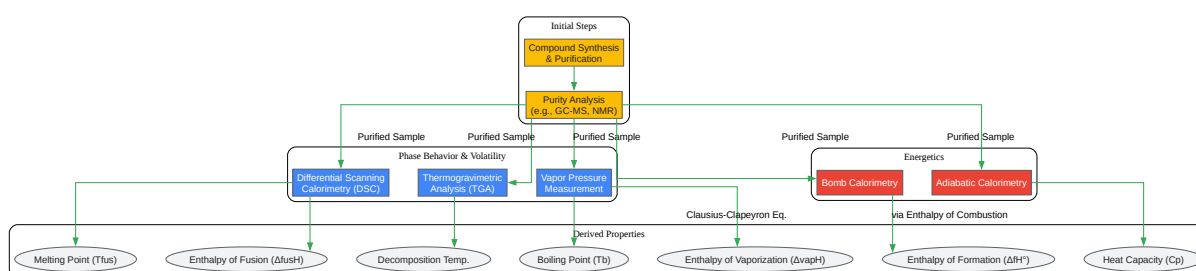 Initial Steps
Compound Synthesis
& Purification
Purity Analysis
(e.g., GC-MS, NMR)
Purified Sample
Purified Sample
Purified Sample
Purified Sample
Purified Sample
Phase Behavior & Volatility
Energetics
Differential Scanning
Calorimetry (DSC)
Thermogravimetric
Analysis (TGA)
Vapor Pressure
Measurement
Bomb Calorimetry
Adiabatic Calorimetry
Clausius-Clapeyron Eq.
via Enthalpy of Combustion
Derived Properties
Melting Point (Tfus)
Enthalpy of Fusion (ΔfusH)
Decomposition Temp.
Boiling Point (Tb)
Enthalpy of Vaporization (ΔvapH)
Enthalpy of Formation (ΔfH°)
Heat Capacity (Cp)